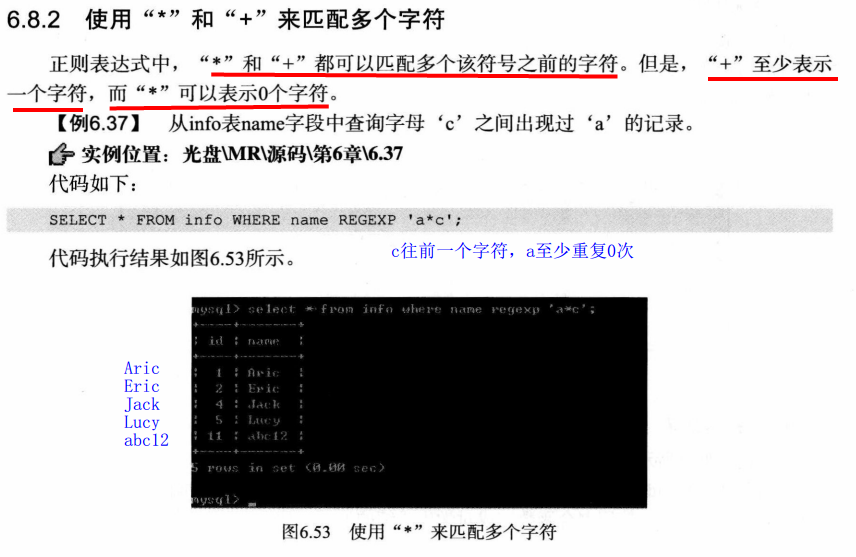 6.8.2 使用“*”和“+”来匹配多个字符
正则表达式中，“*”和“+”都可以匹配多个该符号之前的字符。但是，“+”至少表示
一个字符，而“*”可以表示0个字符。
【例6.37】 从info表name字段中查询字母‘c’之间出现过‘a’的记录。
实例位置：光盘\MR\源码\第6章\6.37
代码如下：
SELECT * FROM info WHERE name REGEXP 'a*c';
代码执行结果如图6.53所示。
c往前一个字符，a至少重复0次
mysql> select * from info where name regexp 'a*c';
+----+-------+
| id | name |
+----+-------+
| 1 | Aric |
| 2 | Eric |
| 4 | Jack |
| 5 | Lucy |
| 11 | abc12 |
+----+-------+
5 rows in set (0.00 sec)
mysql> _
Aric
Eric
Jack
Lucy
abc12
图6.53 使用“*”来匹配多个字符